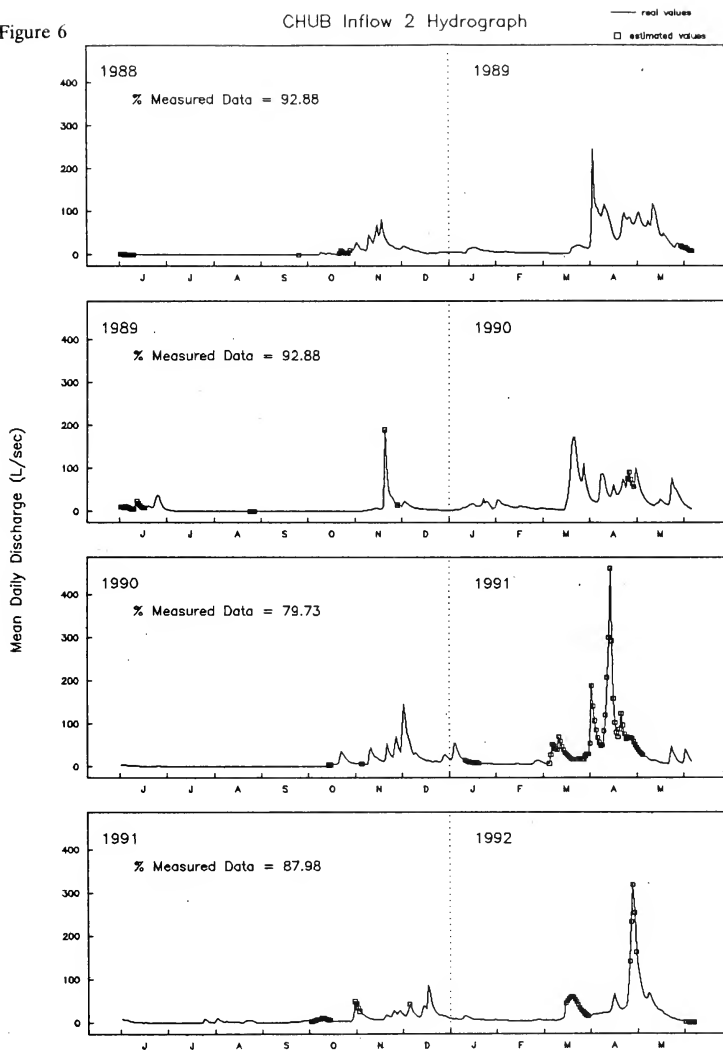 Figure 6
CHUB Inflow 2 Hydrograph
real values
estimated values
Mean Daily Discharge (L/sec)
1988
1989
% Measured Data = 92.88
400
300
200
100
0
J J A S O N D J F M A M
1989
1990
% Measured Data = 92.88
400
300
200
100
0
J J A S O N D J F M A M
1990
1991
% Measured Data = 79.73
400
300
200
100
0
J J A S O N D J F M A M
1991
1992
% Measured Data = 87.98
400
300
200
100
0
J J A S O N D J F M A M